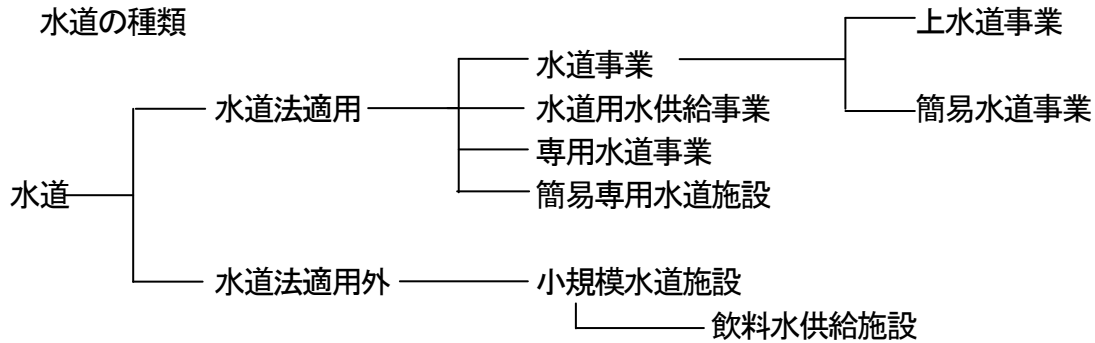 水道の種類
上水道事業
水道事業
水道法適用
水道用水供給事業
簡易水道事業
専用水道事業
水道
簡易専用水道施設
水道法適用外
小規模水道施設
飲料水供給施設